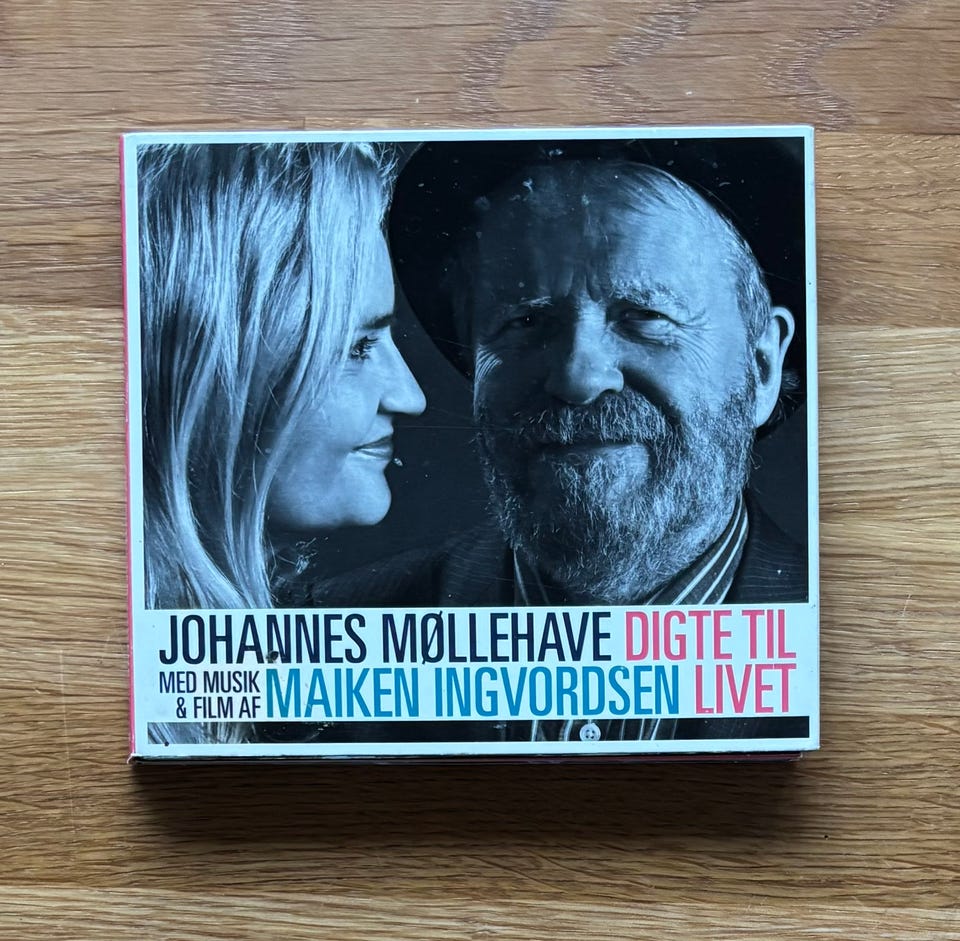 JOHANNES MØLLEHAVE DIGTE TIL
MED MUSIK
& FILM AF MAIKEN INGVORDSEN LIVET